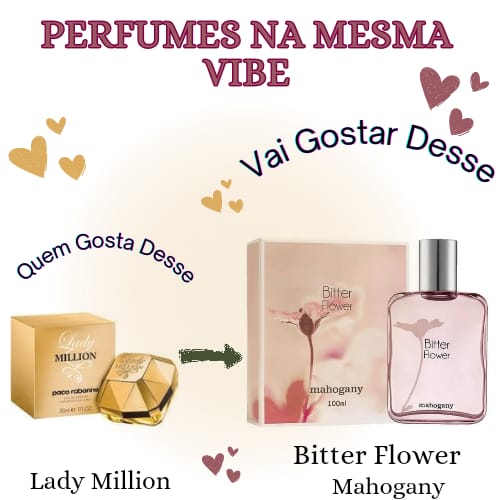 PERFUMES NA MESMA
VIBE
Vai Gostar Desse
Quem Gosta Desse
Lady
MILLION
paco rabanne
Bitter
Flower
mahogany
100ml
Bitter
Flower
mahogany
Lady Million
Bitter Flower
Mahogany